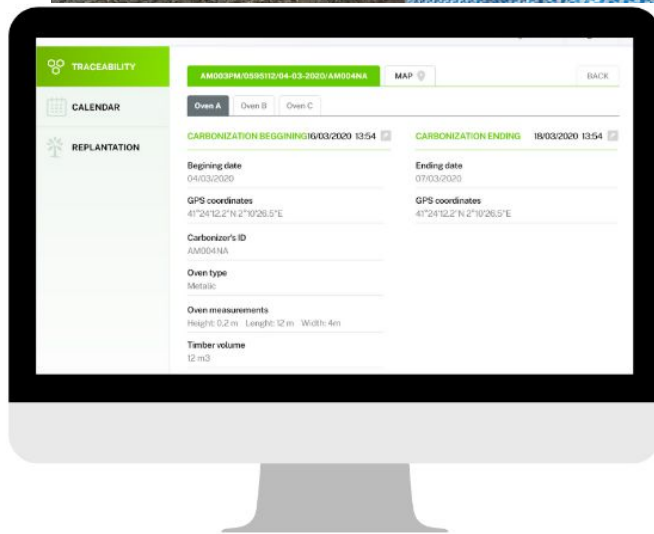 TRACEABILITY
CALENDAR
REPLANTATION
AM003PM/0595112/04-03-2020/AM004NA
MAP
BACK
Oven A
Oven B
Oven C
CARBONIZATION BEGGINING 16/03/2020 13:54
Begining date
04/03/2020
GPS coordinates
41°24'12.2"N 2°10'26.5"E
Carbonizer's ID
AM004NA
Oven type
Metalic
Oven measurements
Height: 0,2 m Lenght: 12 m Width: 4m
Timber volume
12 m3
CARBONIZATION ENDING 18/03/2020 13:54
Ending date
07/03/2020
GPS coordinates
41°24'12.2"N 2°10'26.5"E